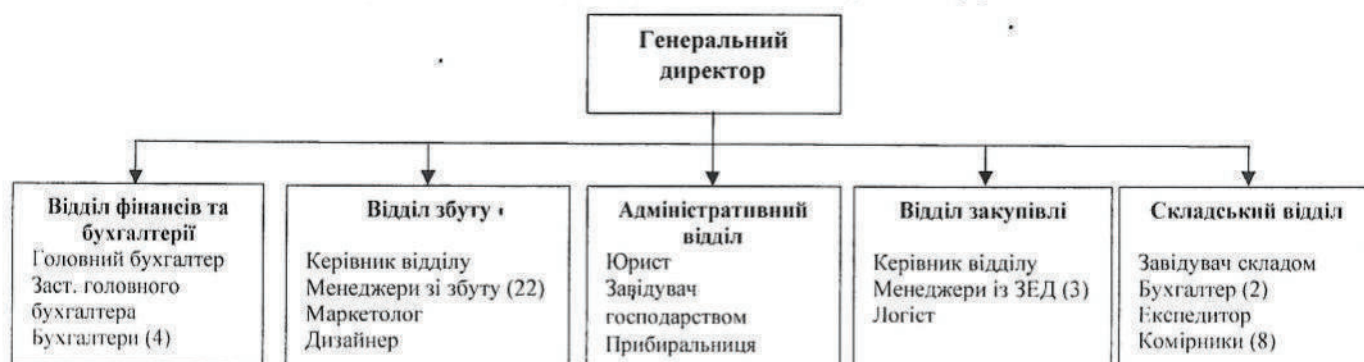 Генеральний
директор
Відділ фінансів та
бухгалтерії
Головний бухгалтер
Заст. головного
бухгалтера
Бухгалтери (4)
Відділ збуту
Керівник відділу
Менеджери зі збуту (22)
Маркетолог
Дизайнер
Адміністративний
відділ
Юрист
Завідувач
господарством
Прибиральниця
Відділ закупівлі
Керівник відділу
Менеджери із ЗЕД (3)
Логіст
Складський відділ
Завідувач складом
Бухгалтер (2)
Експедитор
Комірники (8)